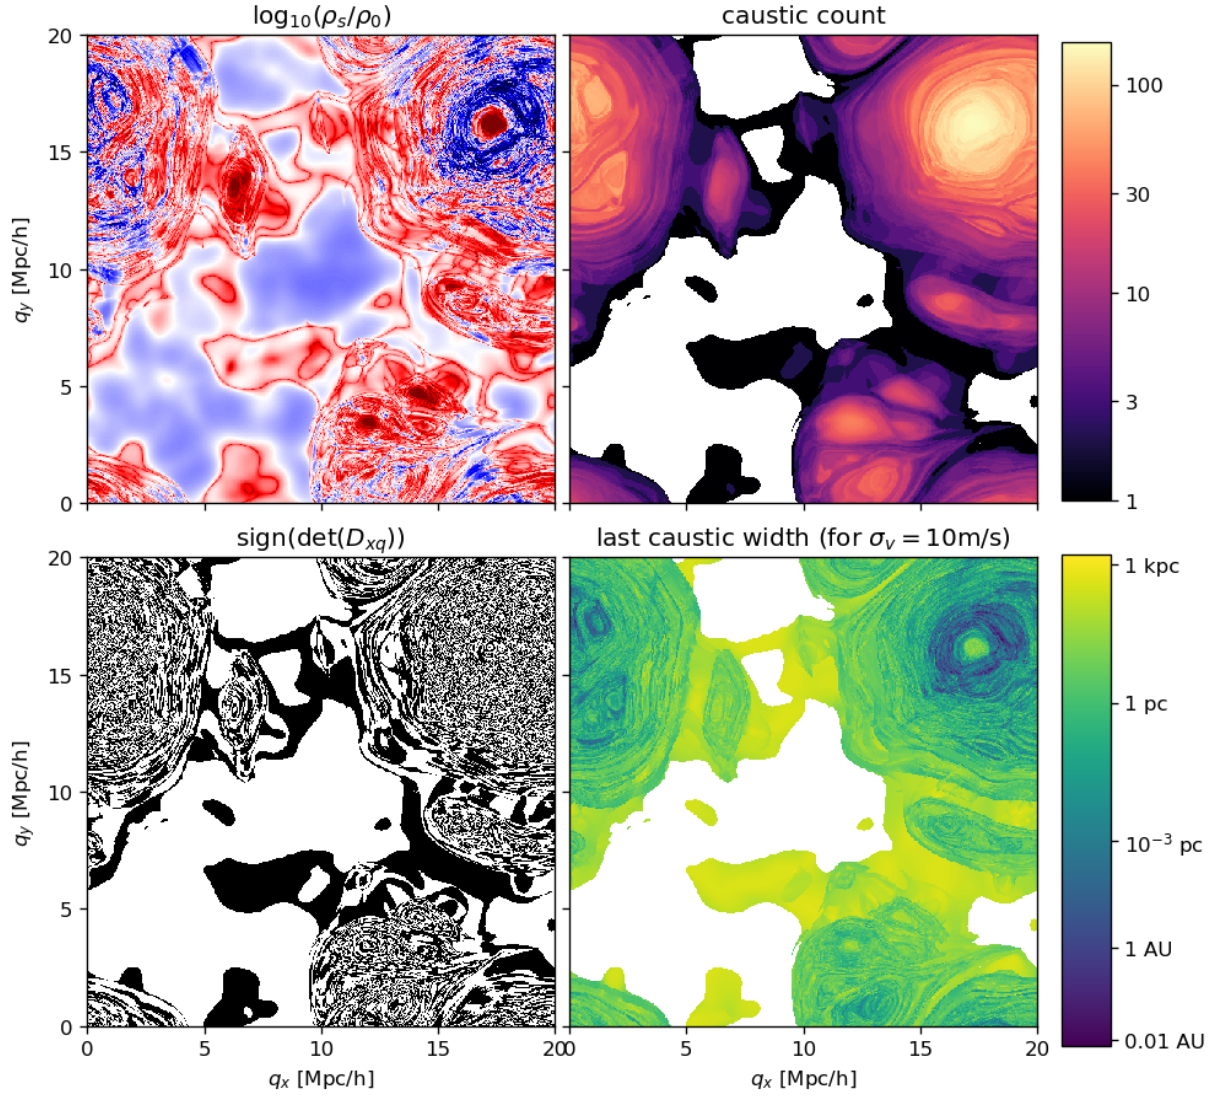 log₁₀(ρₛ/ρ₀)
caustic count
20
15
10
5
0
q_y [Mpc/h]
100
30
10
3
1
sign(det(D_xq))
last caustic width (for σ_v = 10m/s)
20
15
10
5
0
q_y [Mpc/h]
0 5 10 15 20
q_x [Mpc/h]
0 5 10 15 20
q_x [Mpc/h]
1 kpc
1 pc
10⁻³ pc
1 AU
0.01 AU